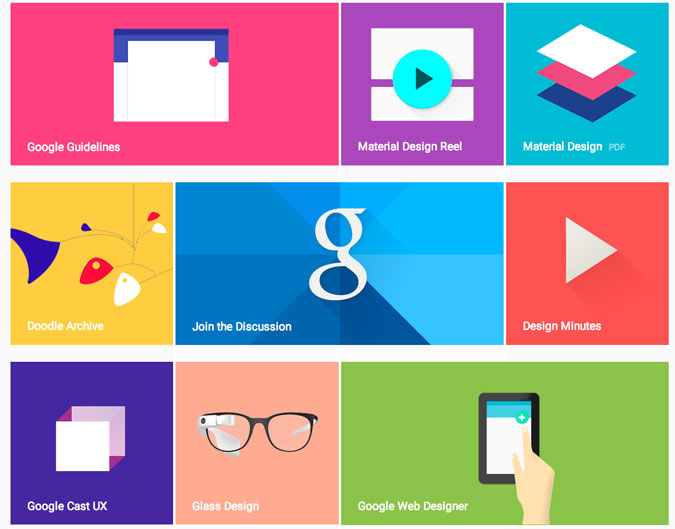 Google Guidelines
Material Design Reel
Material Design PDF
Doodle Archive
g
Join the Discussion
Design Minutes
Google Cast UX
Glass Design
Google Web Designer